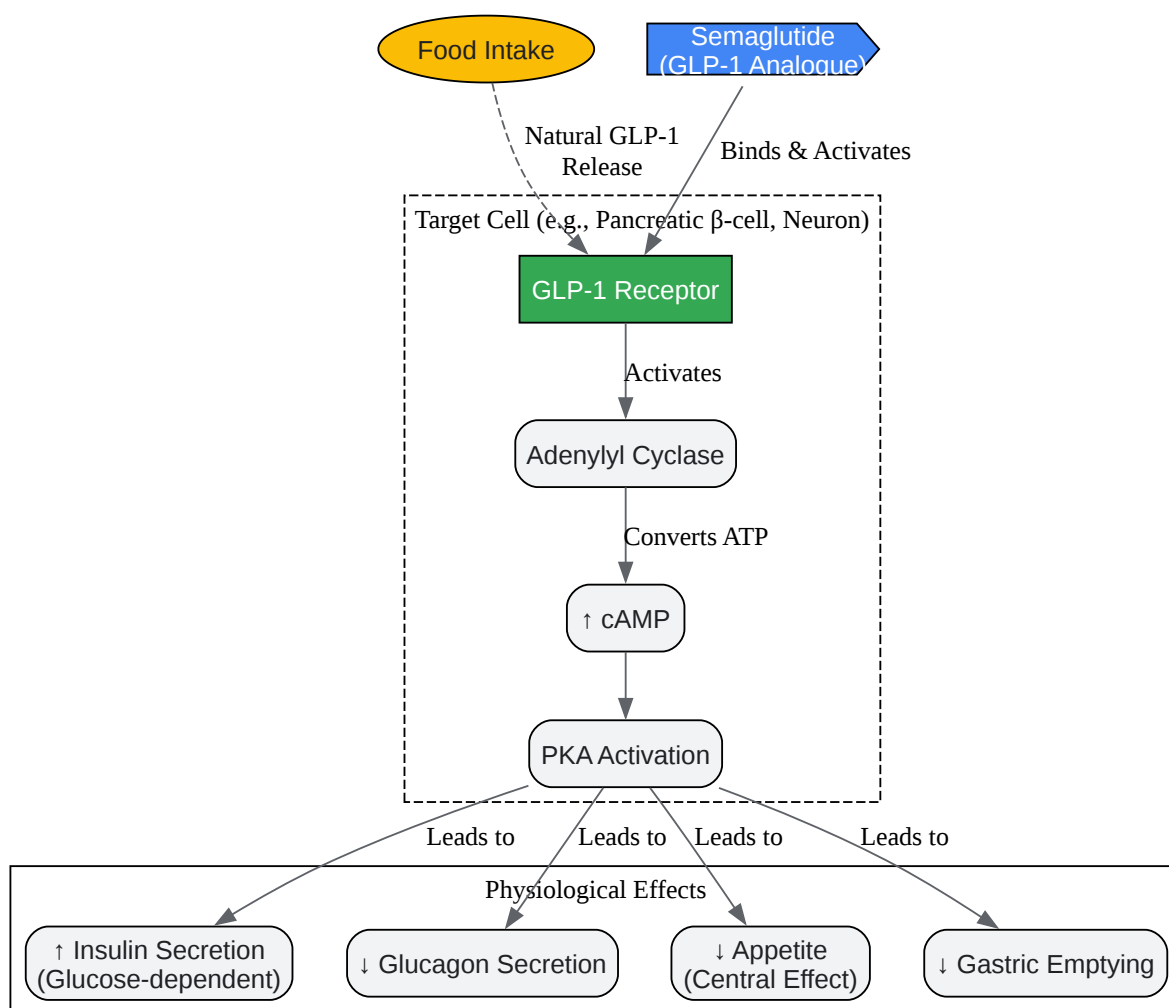 Food Intake
Semaglutide
(GLP-1 Analogue)
Natural GLP-1
Release
Binds & Activates
Target Cell (e.g., Pancreatic β-cell, Neuron)
GLP-1 Receptor
Activates
Adenylyl Cyclase
Converts ATP
↑ cAMP
PKA Activation
Leads to
Leads to
Leads to
Leads to
Physiological Effects
↑ Insulin Secretion
(Glucose-dependent)
↓ Glucagon Secretion
↓ Appetite
(Central Effect)
↓ Gastric Emptying